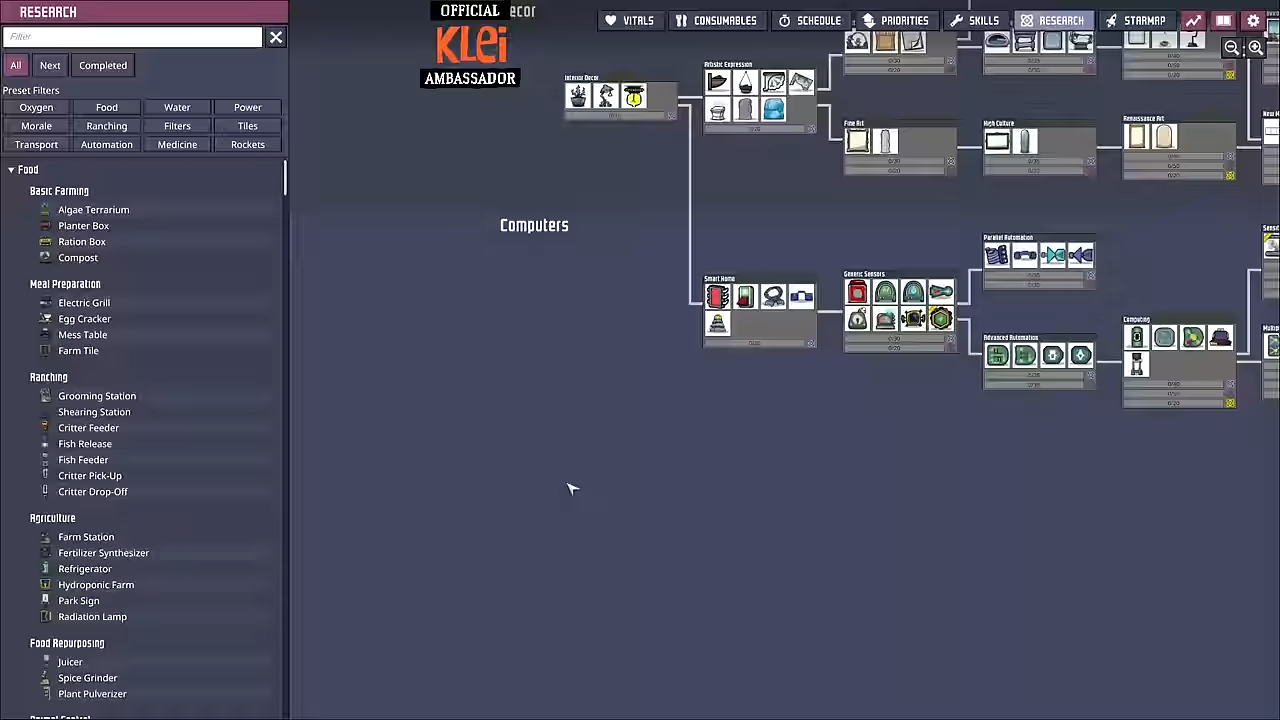 RESEARCH
Filter
All
Next
Completed
Preset Filters
Oxygen
Food
Water
Power
Morale
Ranching
Filters
Tiles
Transport
Automation
Medicine
Rockets
Food
Basic Farming
Algae Terrarium
Planter Box
Ration Box
Compost
Meal Preparation
Electric Grill
Egg Cracker
Mess Table
Farm Tile
Ranching
Grooming Station
Shearing Station
Critter Feeder
Fish Release
Fish Feeder
Critter Pick-Up
Critter Drop-Off
Agriculture
Farm Station
Fertilizer Synthesizer
Refrigerator
Hydroponic Farm
Park Sign
Radiation Lamp
Food Repurposing
Juicer
Spice Grinder
Plant Pulverizer
OFFICIAL
KLei
AMBASSADOR
ecor
VITALS
CONSUMABLES
SCHEDULE
PRIORITIES
SKILLS
RESEARCH
STARMAP
Interior Decor
Artistic Expression
Fine Art
High Culture
Renaissance Art
Computers
Smart Home
Generic Sensors
Parallel Automation
Advanced Automation
Computing